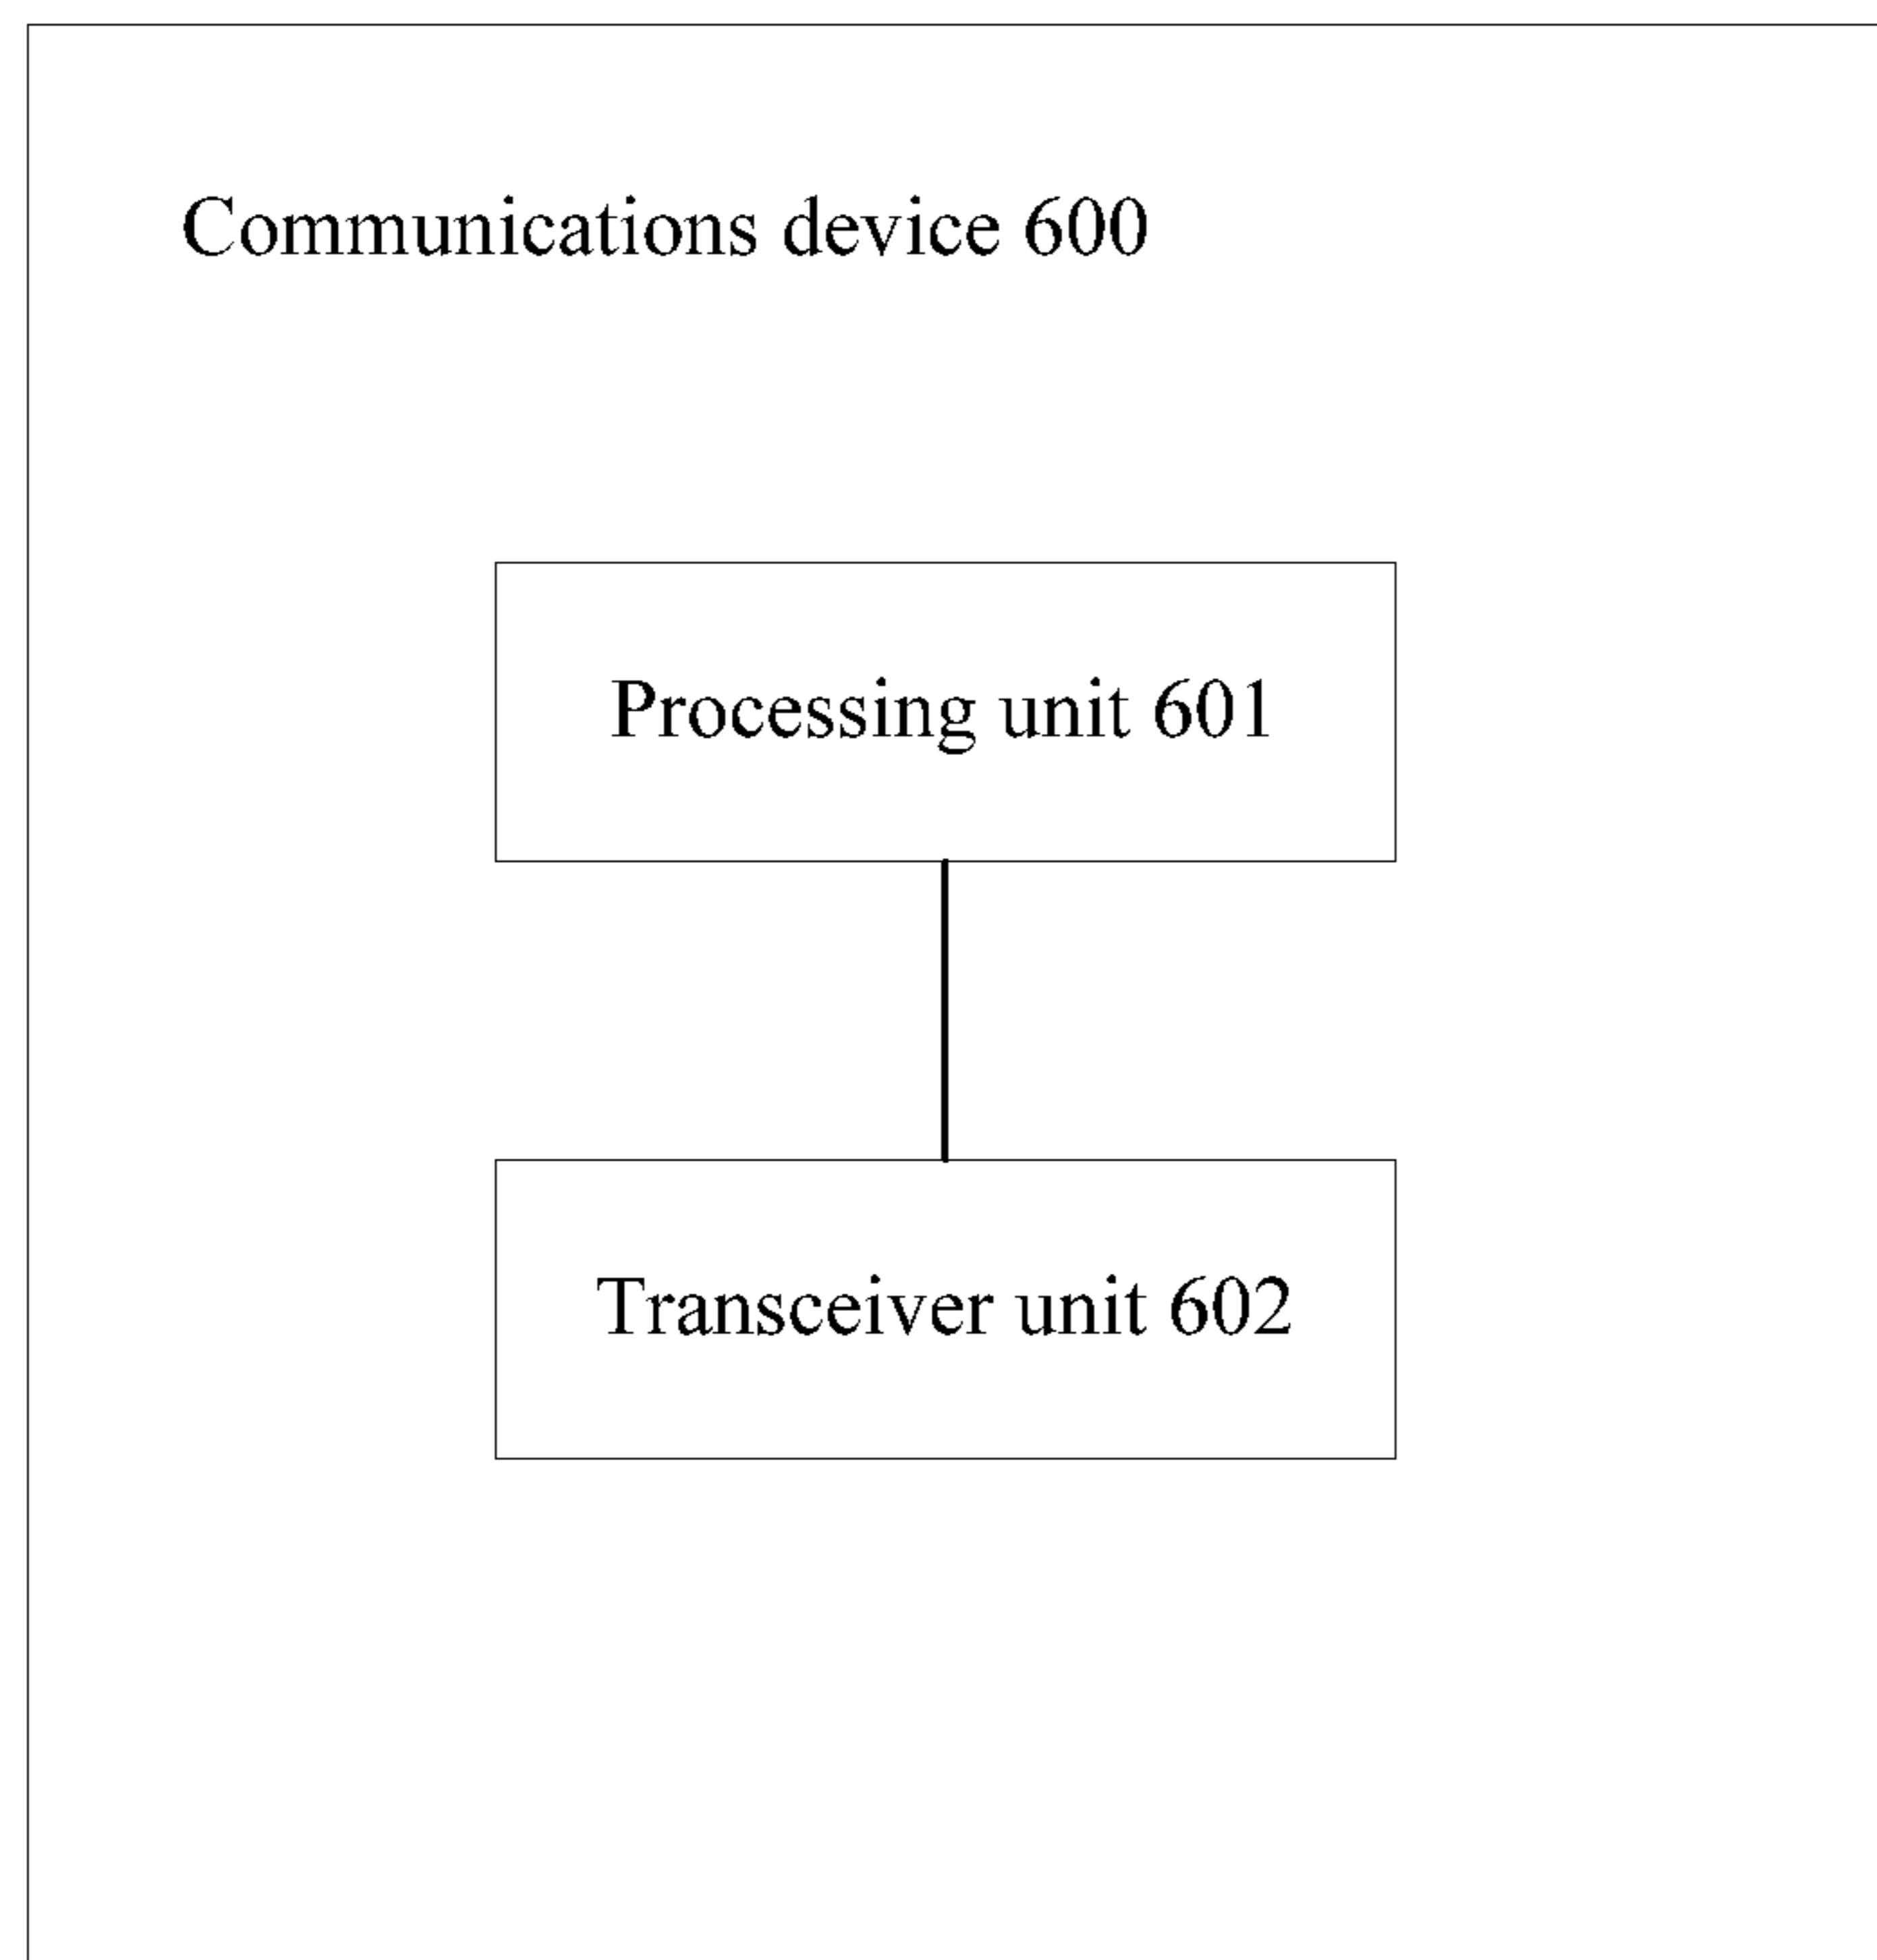 Communications device 600
Processing unit 601
Transceiver unit 602